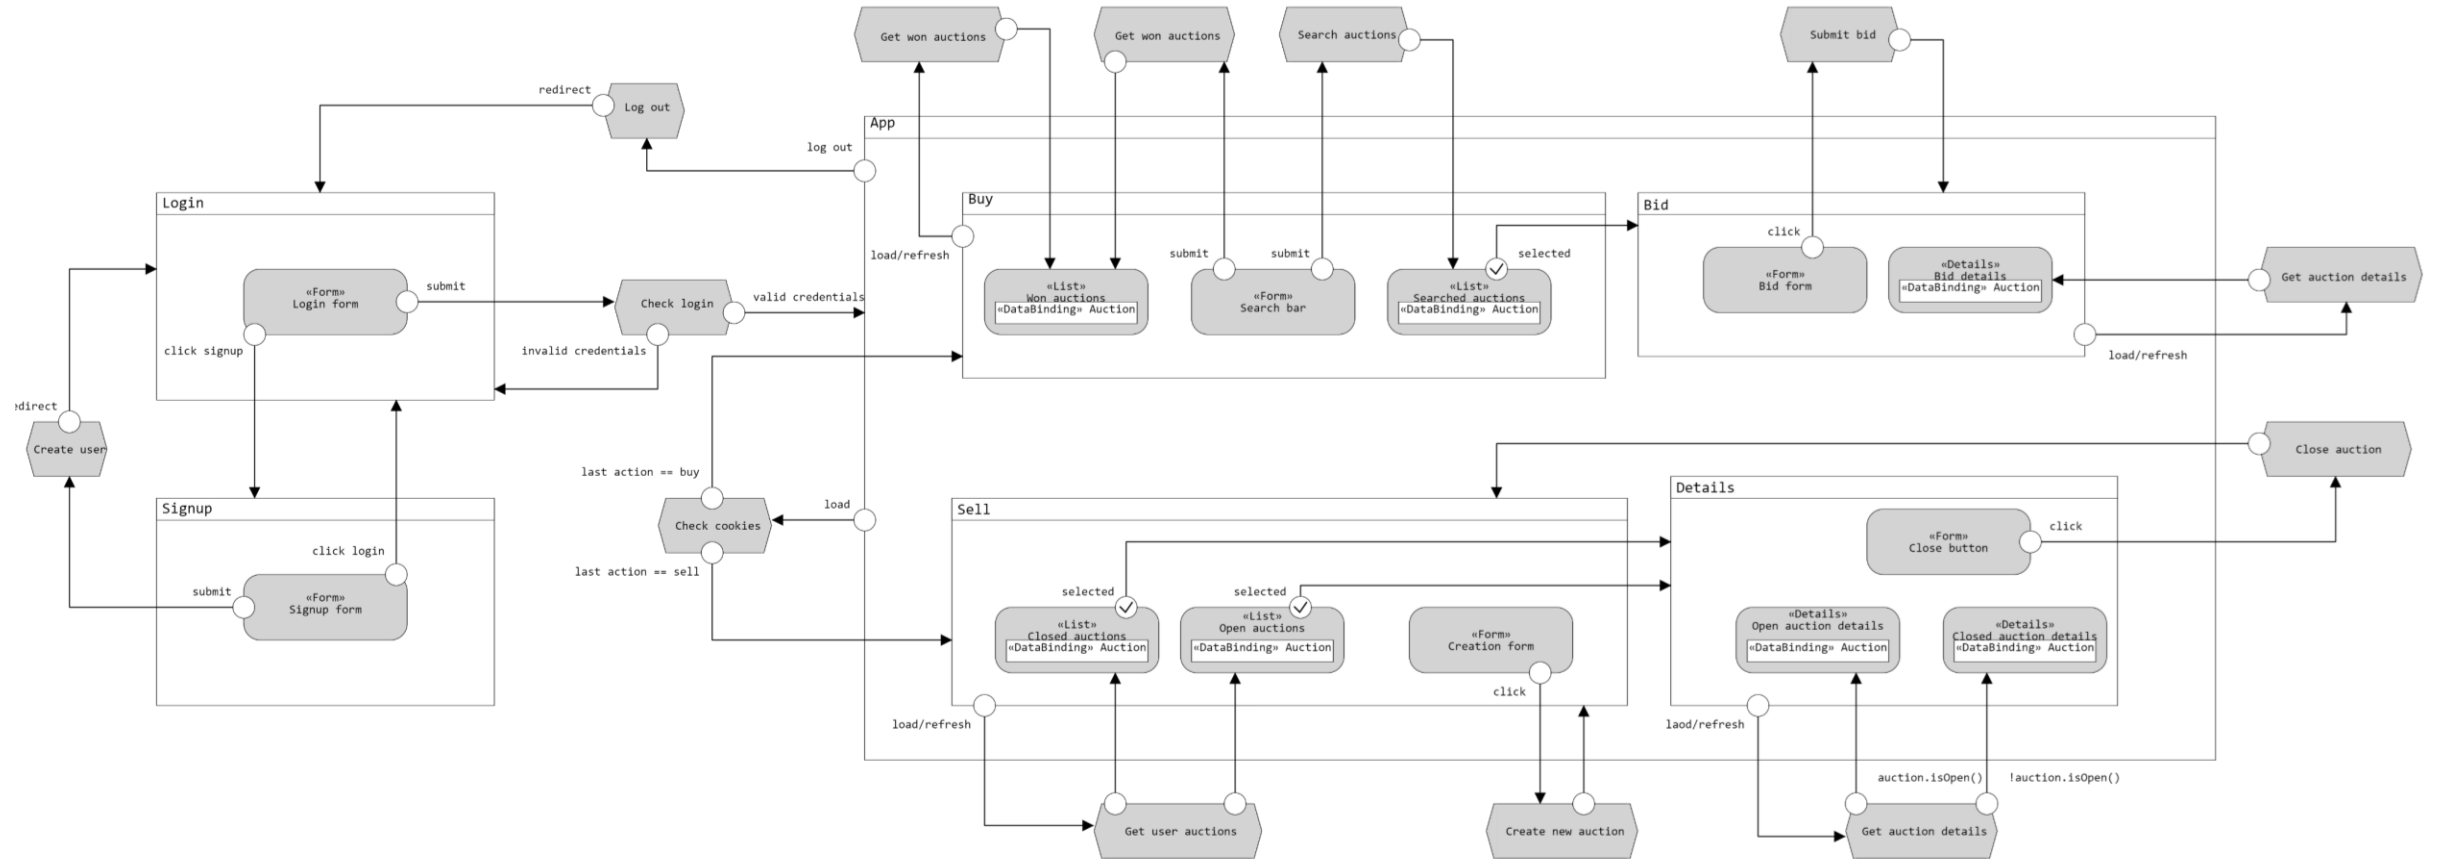 Get won auctions
Get won auctions
Search auctions
Submit bid
redirect
Log out
App
log out
Login
Buy
Bid
click
load/refresh
submit
submit
selected
«Form»
Login form
submit
Check login
valid credentials
«List»
Won auctions
«DataBinding» Auction
«Form»
Search bar
«List»
Searched auctions
«DataBinding» Auction
«Form»
Bid form
«Details»
Bid details
«DataBinding» Auction
Get auction details
click signup
invalid credentials
load/refresh
edirect
Create user
last action == buy
Close auction
Signup
load
Check cookies
Sell
Details
click
«Form»
Close button
click login
last action == sell
submit
«Form»
Signup form
selected
selected
«List»
Closed auctions
«DataBinding» Auction
«List»
Open auctions
«DataBinding» Auction
«Form»
Creation form
«Details»
Open auction details
«DataBinding» Auction
«Details»
Closed auction details
«DataBinding» Auction
click
load/refresh
laod/refresh
auction.isOpen()
!auction.isOpen()
Get user auctions
Create new auction
Get auction details